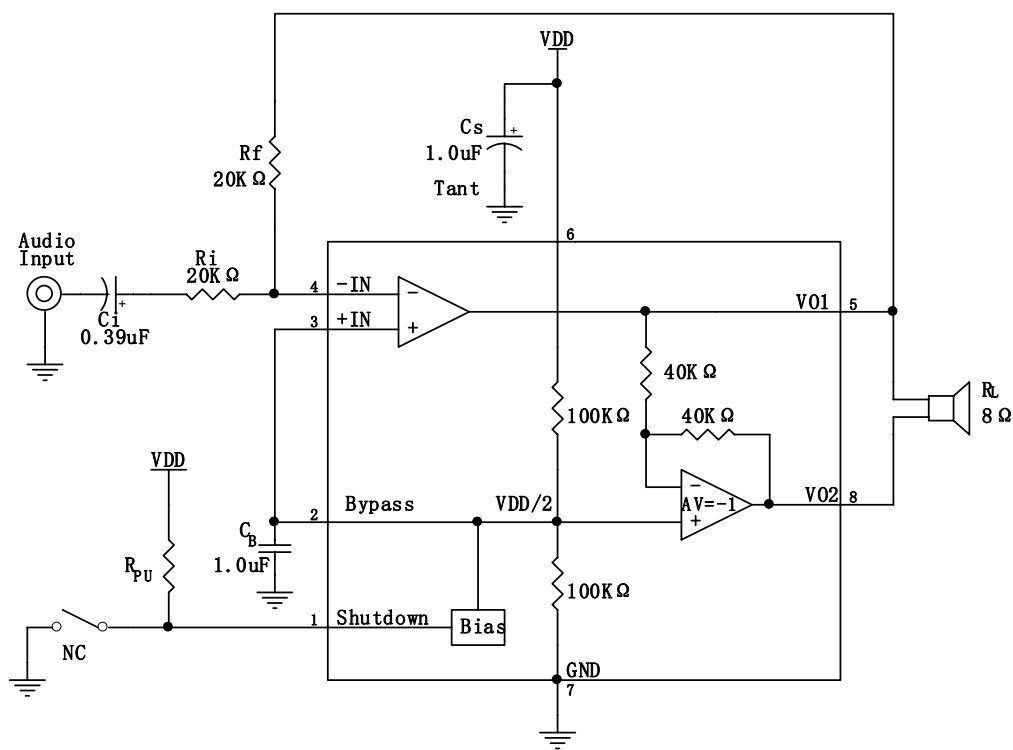 VDD
Cs
+
1.0uF
Tant
Rf
20KΩ
Audio
Input
Ri
20KΩ
+
Ci
0.39uF
6
4
-IN
3
+IN
−
+
VO1
5
40KΩ
100KΩ
40KΩ
RL
8Ω
VDD
2
Bypass
VDD/2
−
AV=-1
+
VO2
8
CB
1.0uF
RPU
100KΩ
1
Shutdown
Bias
NC
GND
7